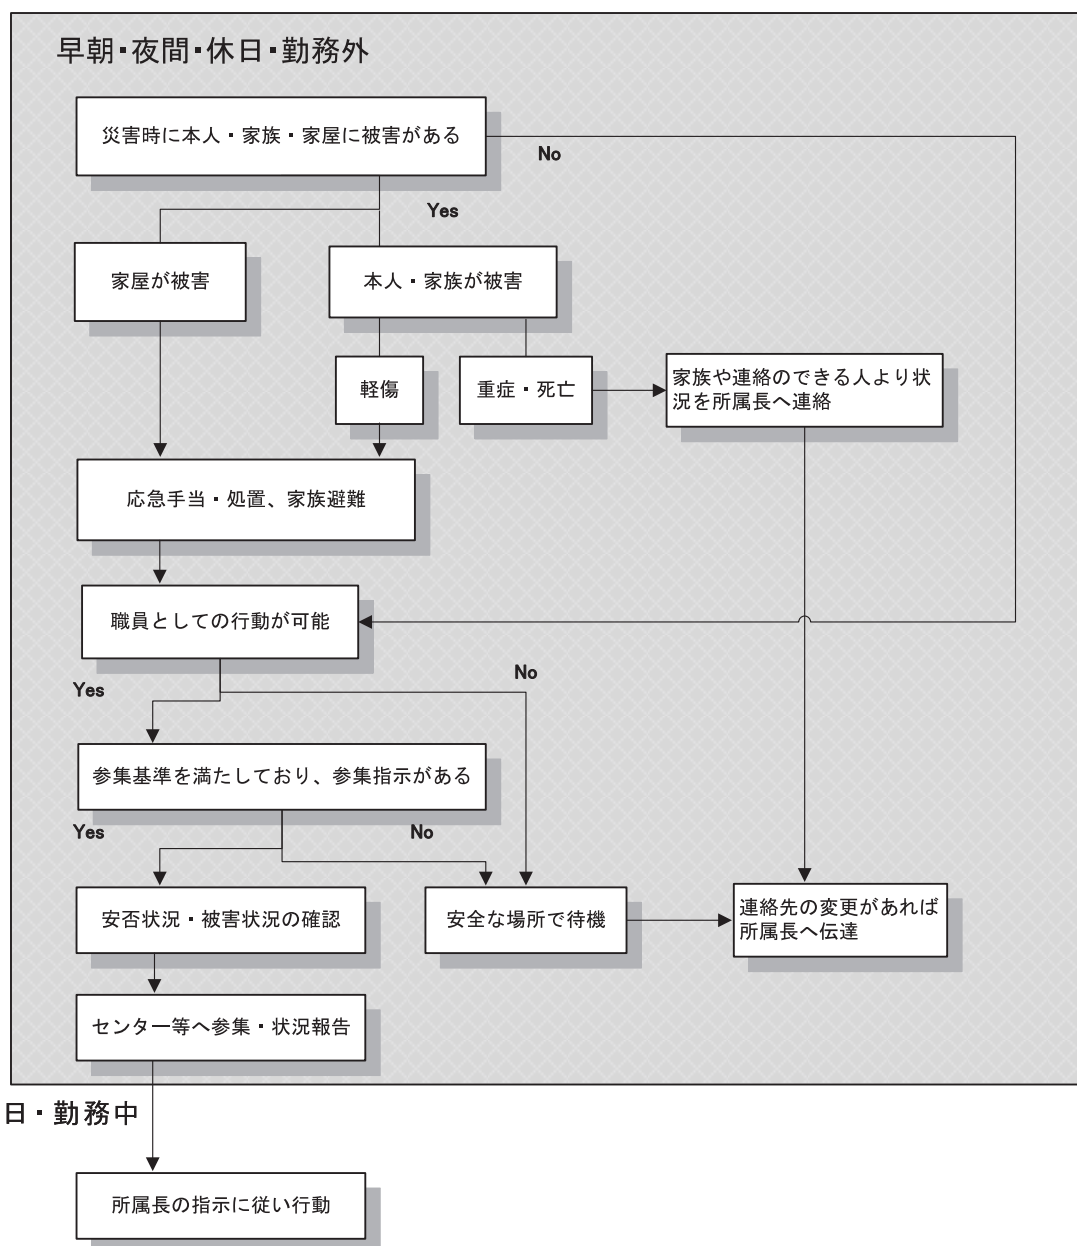 早朝・夜間・休日・勤務外
災害時に本人・家族・家屋に被害がある
No
Yes
家屋が被害
本人・家族が被害
軽傷
重症・死亡
家族や連絡のできる人より状
況を所属長へ連絡
応急手当・処置、家族避難
職員としての行動が可能
Yes
No
参集基準を満たしており、参集指示がある
Yes
No
安否状況・被害状況の確認
安全な場所で待機
連絡先の変更があれば
所属長へ伝達
センター等へ参集・状況報告
日・勤務中
所属長の指示に従い行動